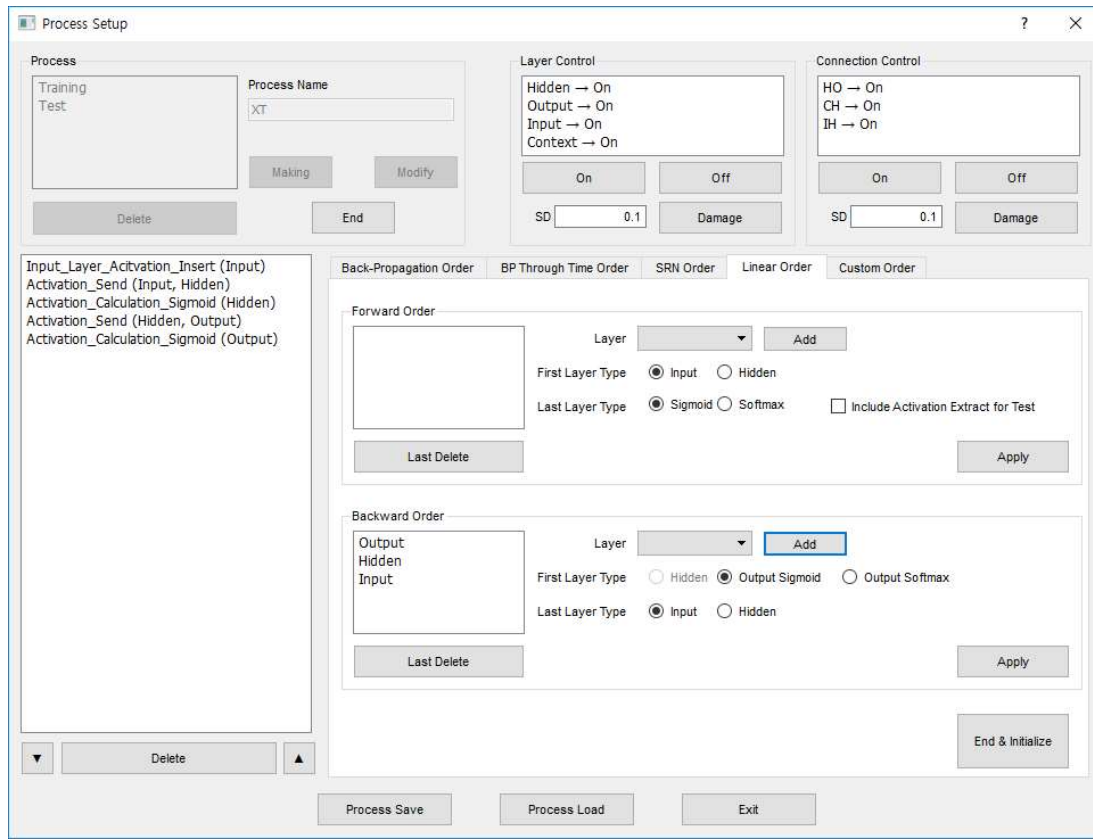 Process Setup
?
Process
Training
Test
Process Name
XT
Making
Modify
Delete
End
Layer Control
Hidden → On
Output → On
Input → On
Context → On
On
Off
SD
0.1
Damage
Connection Control
HO → On
CH → On
IH → On
On
Off
SD
0.1
Damage
Input_Layer_Acitvation_Insert (Input)
Activation_Send (Input, Hidden)
Activation_Calculation_Sigmoid (Hidden)
Activation_Send (Hidden, Output)
Activation_Calculation_Sigmoid (Output)
▼
Delete
▲
Back-Propagation Order
BP Through Time Order
SRN Order
Linear Order
Custom Order
Forward Order
Layer
Add
First Layer Type
Input
Hidden
Last Layer Type
Sigmoid
Softmax
Include Activation Extract for Test
Last Delete
Apply
Backward Order
Output
Hidden
Input
Layer
Add
First Layer Type
Hidden
Output Sigmoid
Output Softmax
Last Layer Type
Input
Hidden
Last Delete
Apply
End & Initialize
Process Save
Process Load
Exit